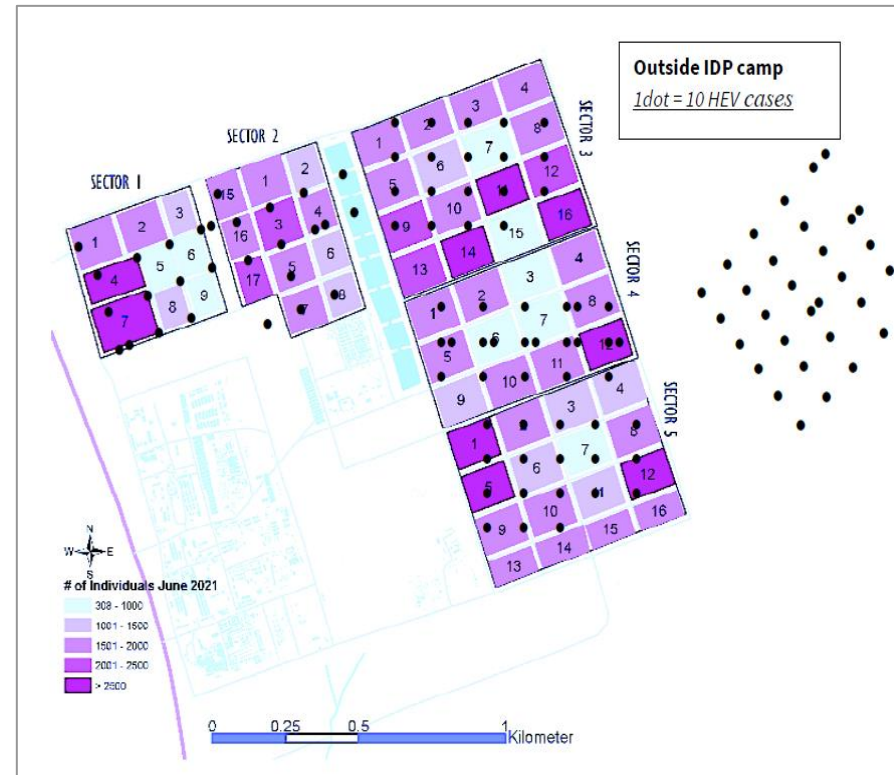 Outside IDP camp
1dot = 10 HEV cases
SECTOR 1
1 2 3
4 5 6
7 8 9
SECTOR 2
15 1 2
16 3 4
17 5 6
7 8
SECTOR 3
1 2 3 4
5 6 7 8
9 10 12
13 14 15 16
SECTOR 4
1 2 3 4
5 6 7 8
9 10 11 12
SECTOR 5
1 3 4
5 6 7 8
9 10 11 12
13 14 15 16
N
W E
S
# of Individuals June 2021
308 - 1000
1001 - 1500
1501 - 2000
2001 - 2500
> 2500
0 0.25 0.5 1
Kilometer